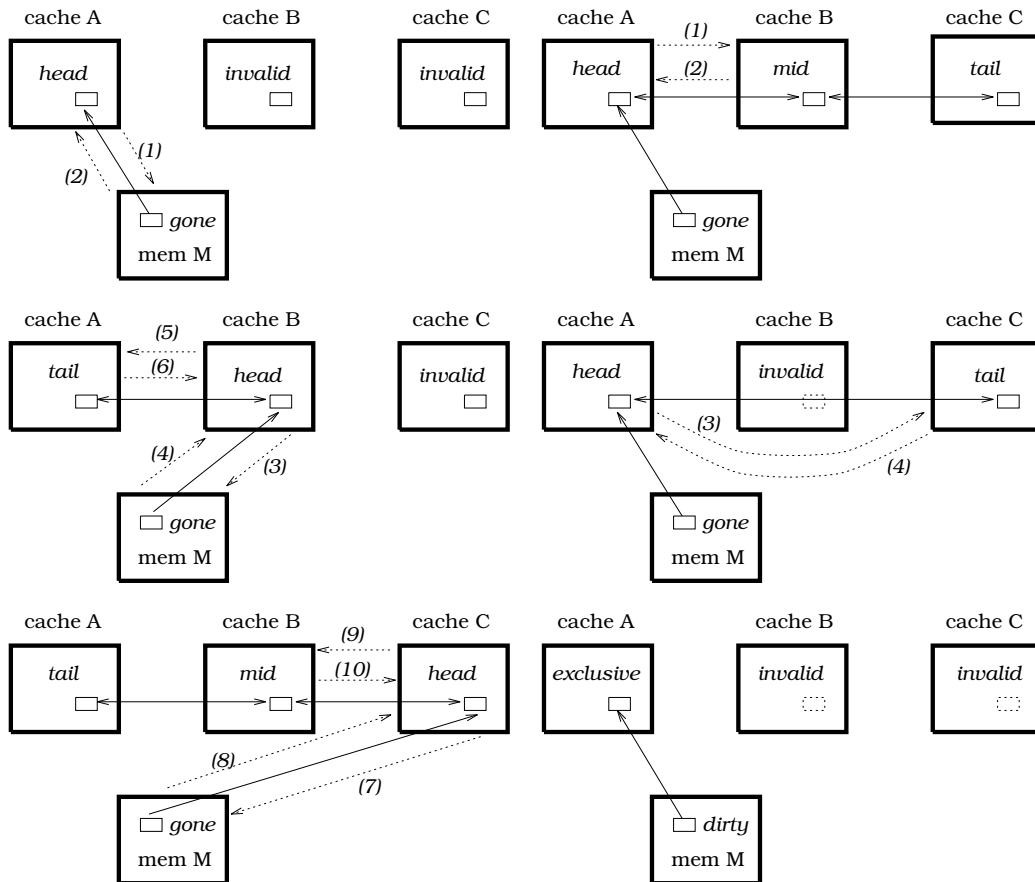 cache A cache B cache C cache A cache B cache C
(1)
head invalid invalid head (2) mid tail
(1)
(2)
gone gone
mem M mem M
cache A cache B cache C cache A cache B cache C
(5)
tail (6) head invalid head invalid tail
(3)
(4) (3) (4)
gone gone
mem M mem M
cache A cache B cache C cache A cache B cache C
(9)
tail mid (10) head exclusive invalid invalid
(8)
(7)
gone dirty
mem M mem M